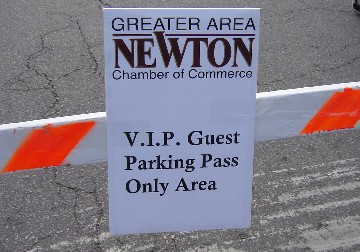 GREATER AREA
NEWTON
Chamber of Commerce
V.I.P. Guest
Parking Pass
Only Area